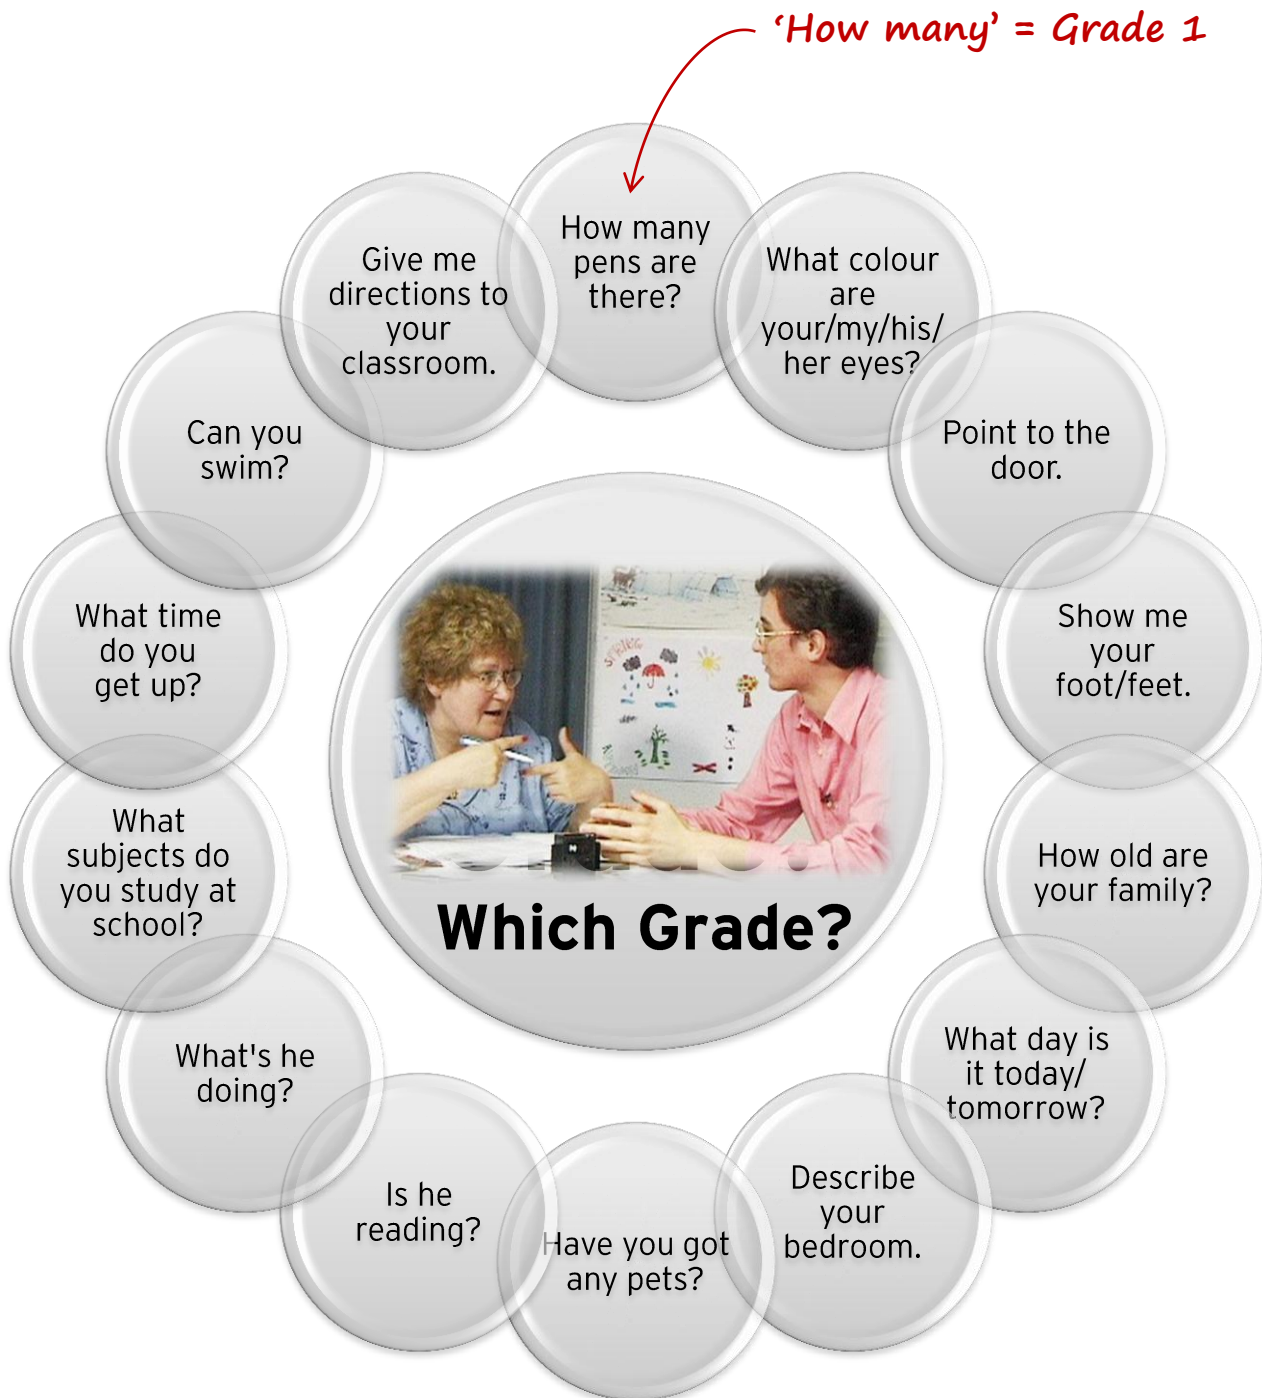 ‘How many’ = Grade 1
How many
pens are
there?
What colour
are
your/my/his/
her eyes?
Point to the
door.
Show me
your
foot/feet.
How old are
your family?
What day is
it today/
tomorrow?
Describe
your
bedroom.
Have you got
any pets?
Is he
reading?
What's he
doing?
What
subjects do
you study at
school?
What time
do you
get up?
Can you
swim?
Give me
directions to
your
classroom.
SPRING
Which Grade?